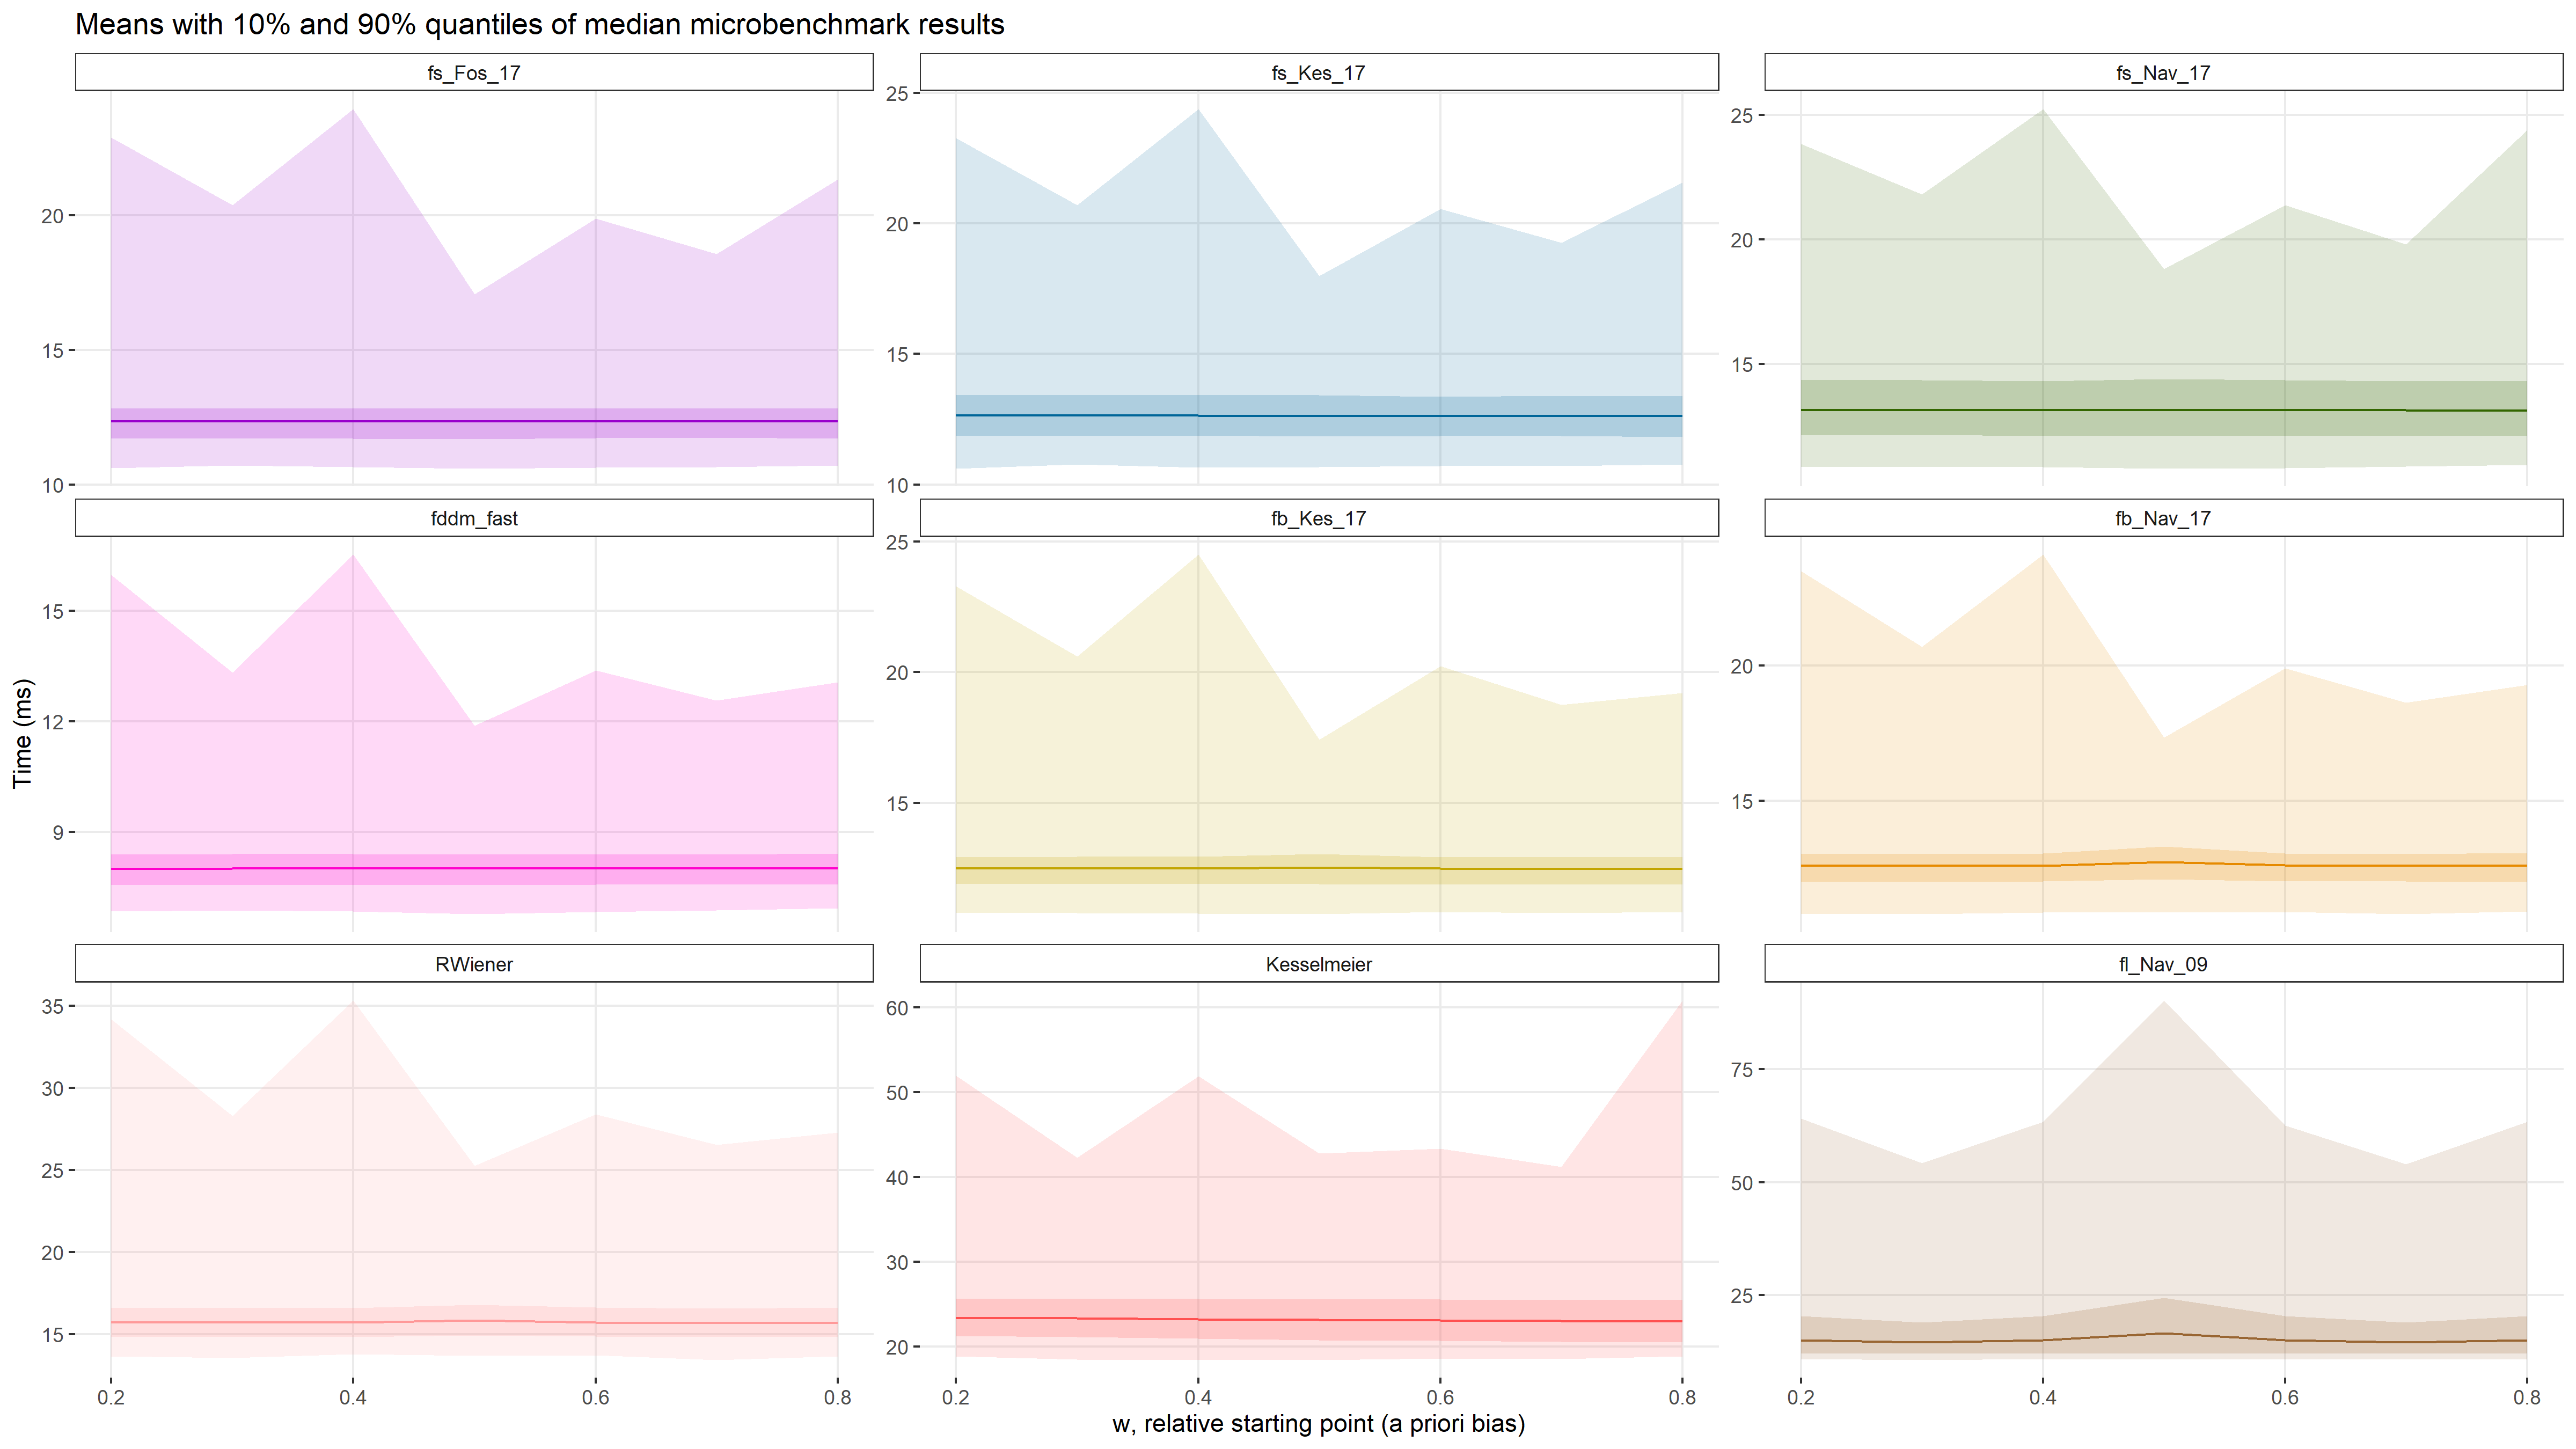 Means with 10% and 90% quantiles of median microbenchmark results
fs_Fos_17
fs_Kes_17
fs_Nav_17
20
15
10
25
20
15
10
25
20
15
fddm_fast
fb_Kes_17
fb_Nav_17
15
12
9
25
20
15
20
15
Time (ms)
RWiener
Kesselmeier
fl_Nav_09
35
30
25
20
15
60
50
40
30
20
75
50
25
0.2 0.4 0.6 0.8
0.2 0.4 0.6 0.8
0.2 0.4 0.6 0.8
w, relative starting point (a priori bias)